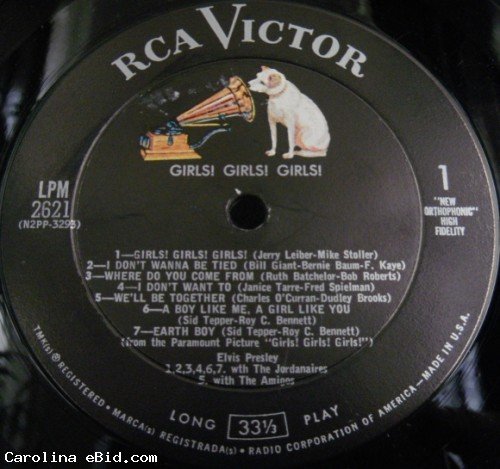 RCA VICTOR
GIRLS! GIRLS! GIRLS!
LPM
2621
(N2PP-3293)
1
"NEW
ORTHOPHONIC"
HIGH
FIDELITY
1—GIRLS! GIRLS! GIRLS! (Jerry Leiber-Mike Stoller)
2—I DON'T WANNA BE TIED (Bill Giant-Bernie Baum-F. Kaye)
3—WHERE DO YOU COME FROM (Ruth Batchelor-Bob Roberts)
4—I DON'T WANT TO (Janice Tarre-Fred Spielman)
5—WE'LL BE TOGETHER (Charles O'Curran-Dudley Brooks)
6—A BOY LIKE ME, A GIRL LIKE YOU
(Sid Tepper-Roy C. Bennett)
7—EARTH BOY (Sid Tepper-Roy C. Bennett)
(from the Paramount Picture "Girls! Girls! Girls!")
Elvis Presley
1,2,3,4,6,7. wth The Jordanaires
5. with The Amigos
LONG 33⅓ PLAY
TMK(s) ® REGISTERED • MARCA(s) REGISTRADA(s) • RADIO CORPORATION OF AMERICA—MADE IN U.S.A.
Carolina eBid.com